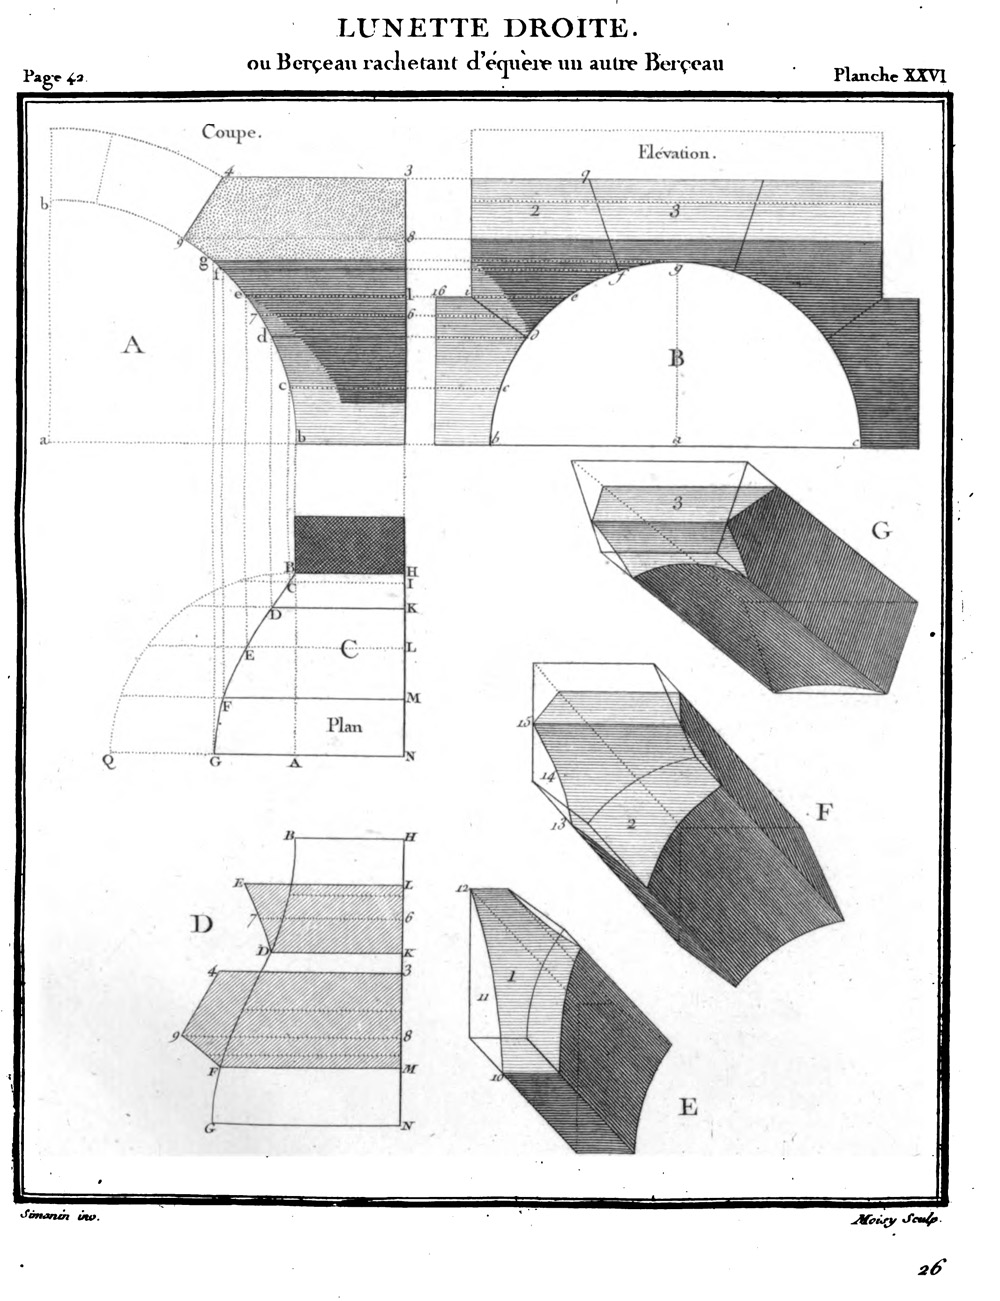 LUNETTE DROITE.
ou Berçeau rachetant d'équère un autre Berçeau
Page 42.
Planche XXVI
Coupe.
Elévation.
4
3
q
b
2
3
9
8
g
f
g
f
e
l
16
i
e
7
6
d
d
A
B
c
c
a
b
b
a
c
3
G
B
H
C
I
D
K
E
C
L
F
M
Plan
Q
G
A
N
15
14
13
2
F
B
H
E
L
7
6
D
D
K
4
3
9
8
F
M
G
N
12
1
11
10
E
Simonin inv.
Moisy Sculp.
26